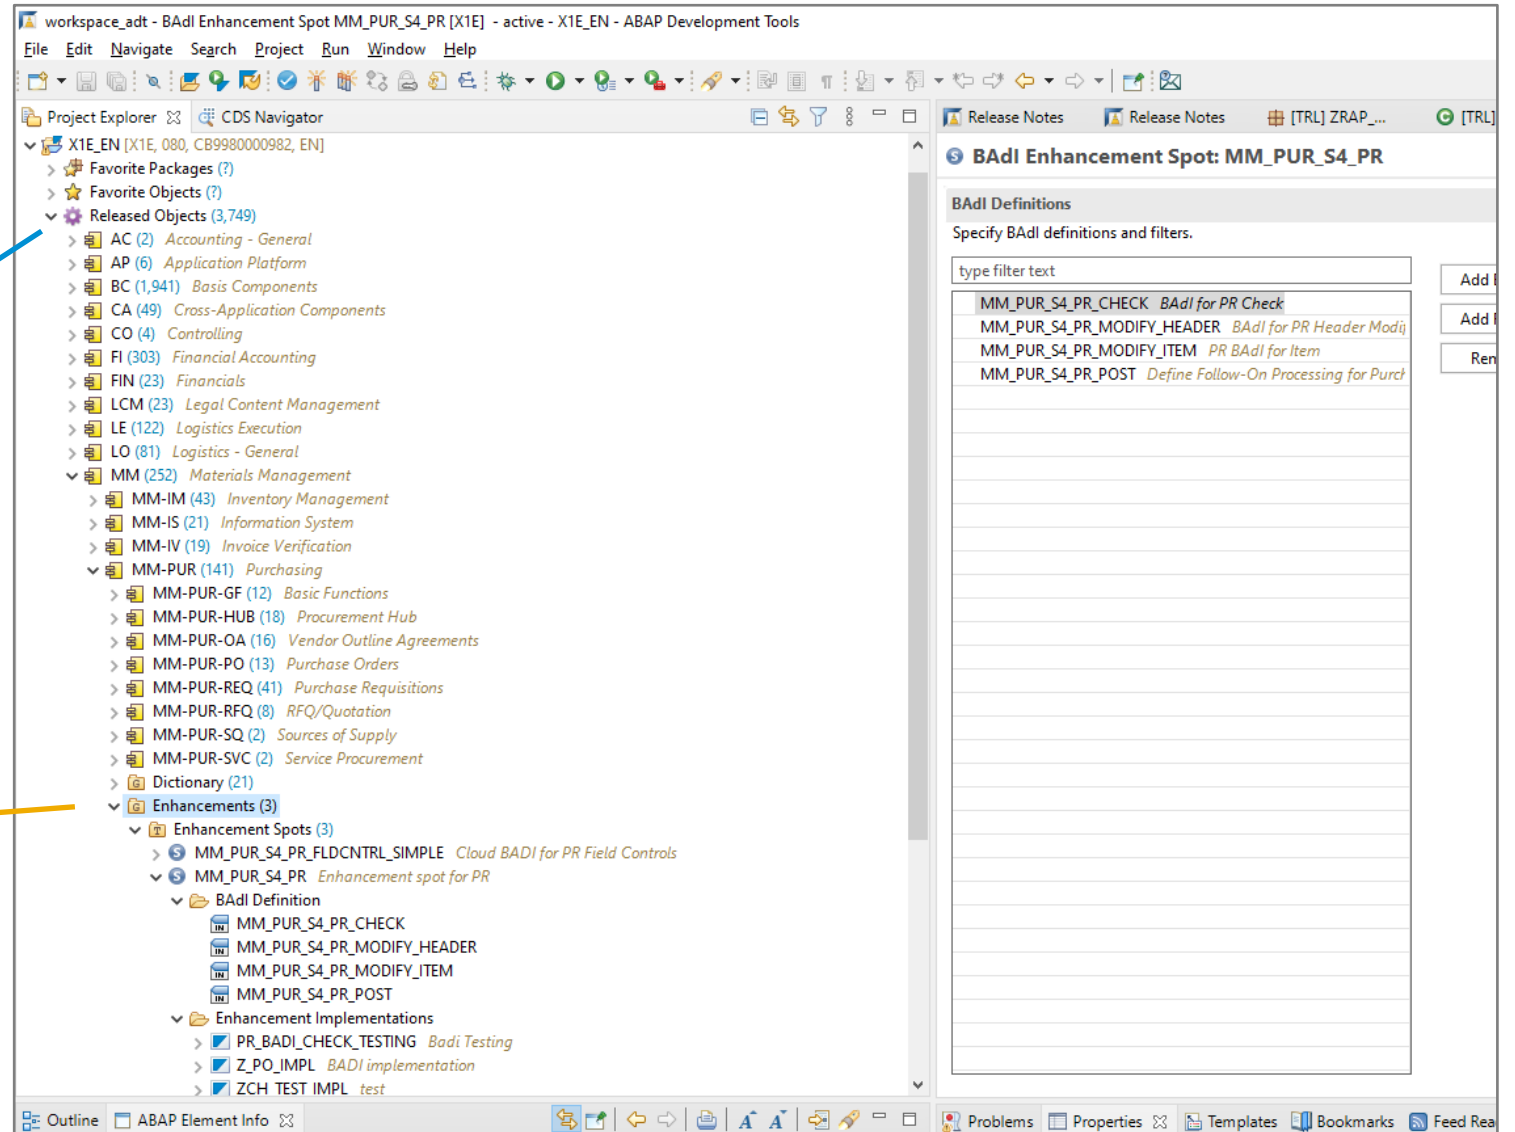 workspace_adt - BAdI Enhancement Spot MM_PUR_S4_PR [X1E] - active - X1E_EN - ABAP Development Tools
File Edit Navigate Search Project Run Window Help
Project Explorer CDS Navigator
X1E_EN [X1E, 080, CB9980000982, EN]
Favorite Packages (?)
Favorite Objects (?)
Released Objects (3,749)
AC (2) Accounting - General
AP (6) Application Platform
BC (1,941) Basis Components
CA (49) Cross-Application Components
CO (4) Controlling
FI (303) Financial Accounting
FIN (23) Financials
LCM (23) Legal Content Management
LE (122) Logistics Execution
LO (81) Logistics - General
MM (252) Materials Management
MM-IM (43) Inventory Management
MM-IS (21) Information System
MM-IV (19) Invoice Verification
MM-PUR (141) Purchasing
MM-PUR-GF (12) Basic Functions
MM-PUR-HUB (18) Procurement Hub
MM-PUR-OA (16) Vendor Outline Agreements
MM-PUR-PO (13) Purchase Orders
MM-PUR-REQ (41) Purchase Requisitions
MM-PUR-RFQ (8) RFQ/Quotation
MM-PUR-SQ (2) Sources of Supply
MM-PUR-SVC (2) Service Procurement
Dictionary (21)
Enhancements (3)
Enhancement Spots (3)
MM_PUR_S4_PR_FLDCNTRL_SIMPLE Cloud BADI for PR Field Controls
MM_PUR_S4_PR Enhancement spot for PR
BAdI Definition
MM_PUR_S4_PR_CHECK
MM_PUR_S4_PR_MODIFY_HEADER
MM_PUR_S4_PR_MODIFY_ITEM
MM_PUR_S4_PR_POST
Enhancement Implementations
PR_BADI_CHECK_TESTING Badi Testing
Z_PO_IMPL BADI implementation
ZCH_TEST_IMPL test
Outline ABAP Element Info
Release Notes Release Notes [TRL] ZRAP_... [TRL]
BAdI Enhancement Spot: MM_PUR_S4_PR
BAdI Definitions
Specify BAdI definitions and filters.
type filter text
Add
MM_PUR_S4_PR_CHECK BAdI for PR Check
Add
MM_PUR_S4_PR_MODIFY_HEADER BAdI for PR Header Modi
MM_PUR_S4_PR_MODIFY_ITEM PR BAdI for Item
Rem
MM_PUR_S4_PR_POST Define Follow-On Processing for Purch
Problems Properties Templates Bookmarks Feed Rea